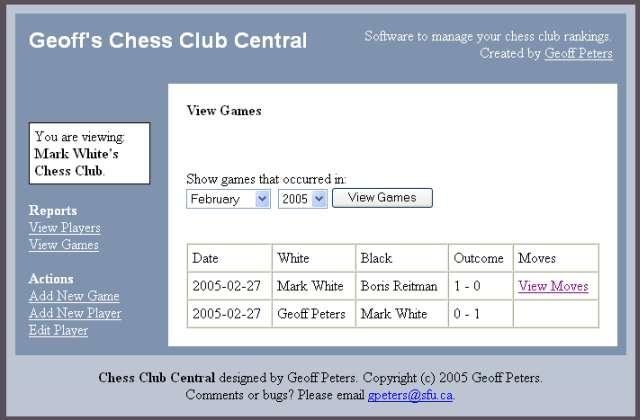 Geoff's Chess Club Central
Software to manage your chess club rankings.
Created by Geoff Peters
You are viewing:
Mark White's
Chess Club.
Reports
View Players
View Games
Actions
Add New Game
Add New Player
Edit Player
View Games
Show games that occurred in:
February 2005 View Games
Date White Black Outcome Moves
2005-02-27 Mark White Boris Reitman 1 - 0 View Moves
2005-02-27 Geoff Peters Mark White 0 - 1
Chess Club Central designed by Geoff Peters. Copyright (c) 2005 Geoff Peters.
Comments or bugs? Please email gpeters@sfu.ca.